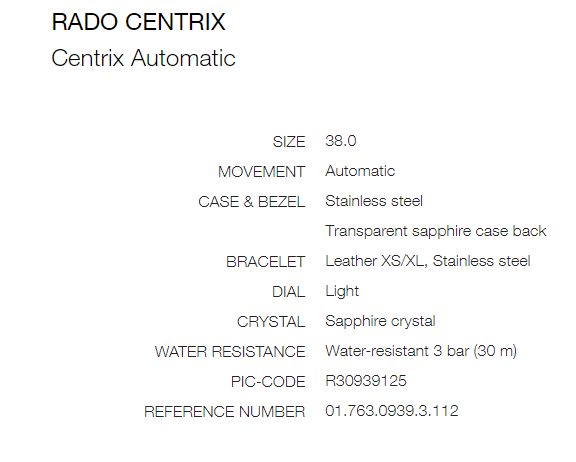 RADO CENTRIX
Centrix Automatic
SIZE 38.0
MOVEMENT Automatic
CASE & BEZEL Stainless steel
Transparent sapphire case back
BRACELET Leather XS/XL, Stainless steel
DIAL Light
CRYSTAL Sapphire crystal
WATER RESISTANCE Water-resistant 3 bar (30 m)
PIC-CODE R30939125
REFERENCE NUMBER 01.763.0939.3.112